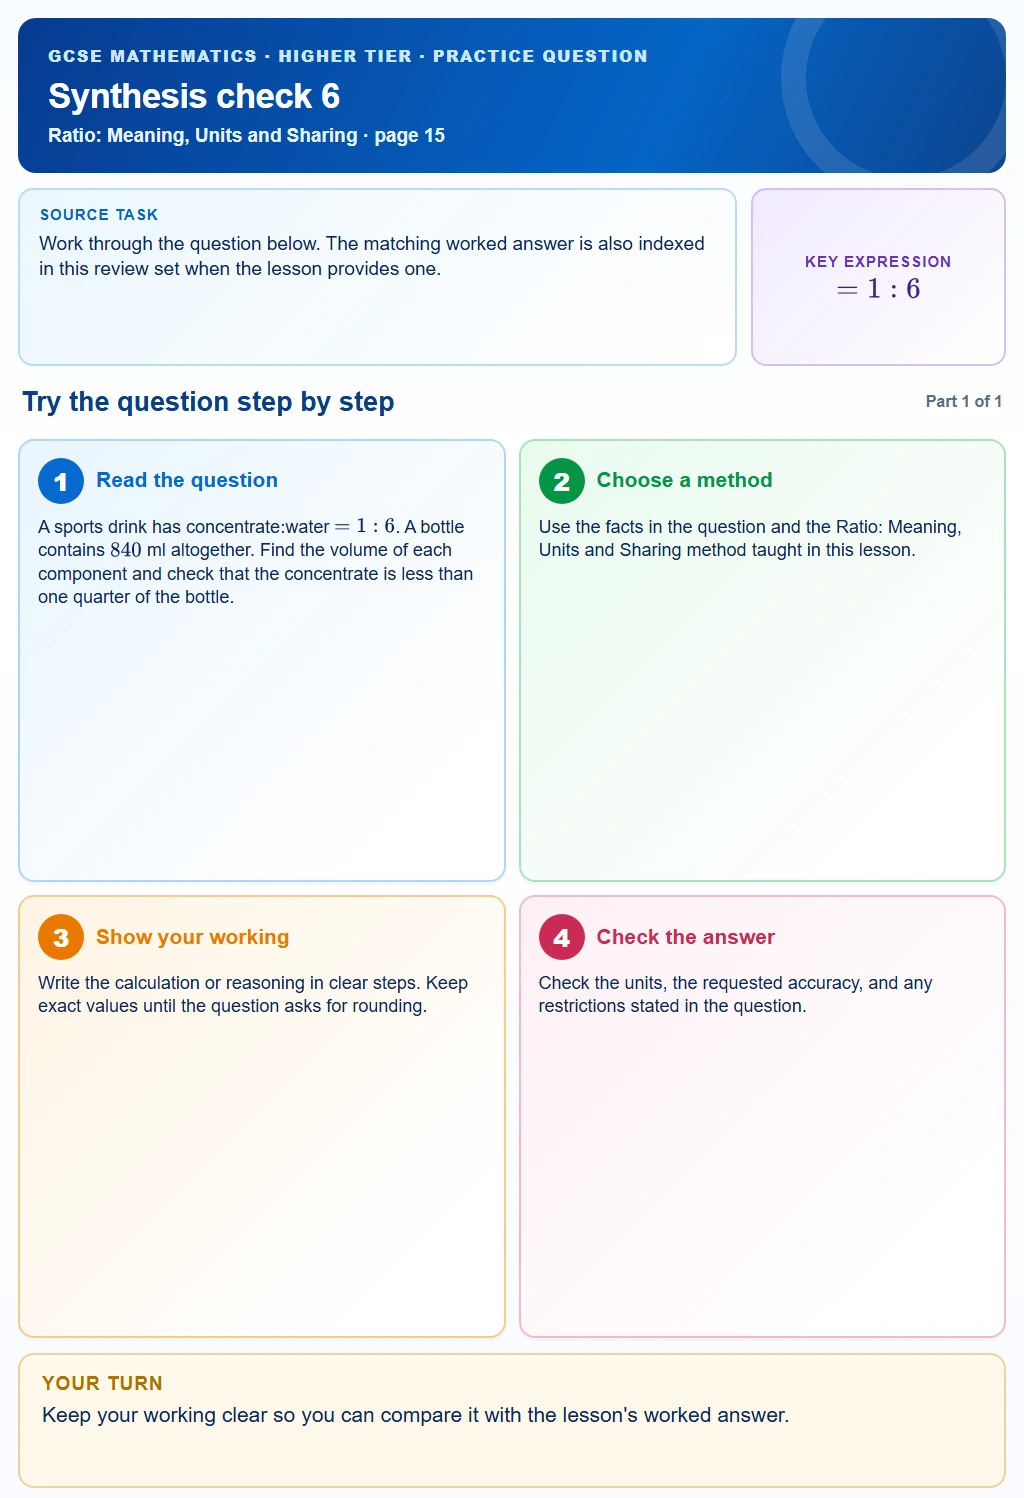 GCSE MATHEMATICS · HIGHER TIER · PRACTICE QUESTION
Synthesis check 6
Ratio: Meaning, Units and Sharing · page 15
SOURCE TASK
Work through the question below. The matching worked answer is also indexed
in this review set when the lesson provides one.
KEY EXPRESSION
= 1 : 6
Try the question step by step
Part 1 of 1
1 Read the question
A sports drink has concentrate:water = 1 : 6. A bottle
contains 840 ml altogether. Find the volume of each
component and check that the concentrate is less than
one quarter of the bottle.
2 Choose a method
Use the facts in the question and the Ratio: Meaning,
Units and Sharing method taught in this lesson.
3 Show your working
Write the calculation or reasoning in clear steps. Keep
exact values until the question asks for rounding.
4 Check the answer
Check the units, the requested accuracy, and any
restrictions stated in the question.
YOUR TURN
Keep your working clear so you can compare it with the lesson's worked answer.